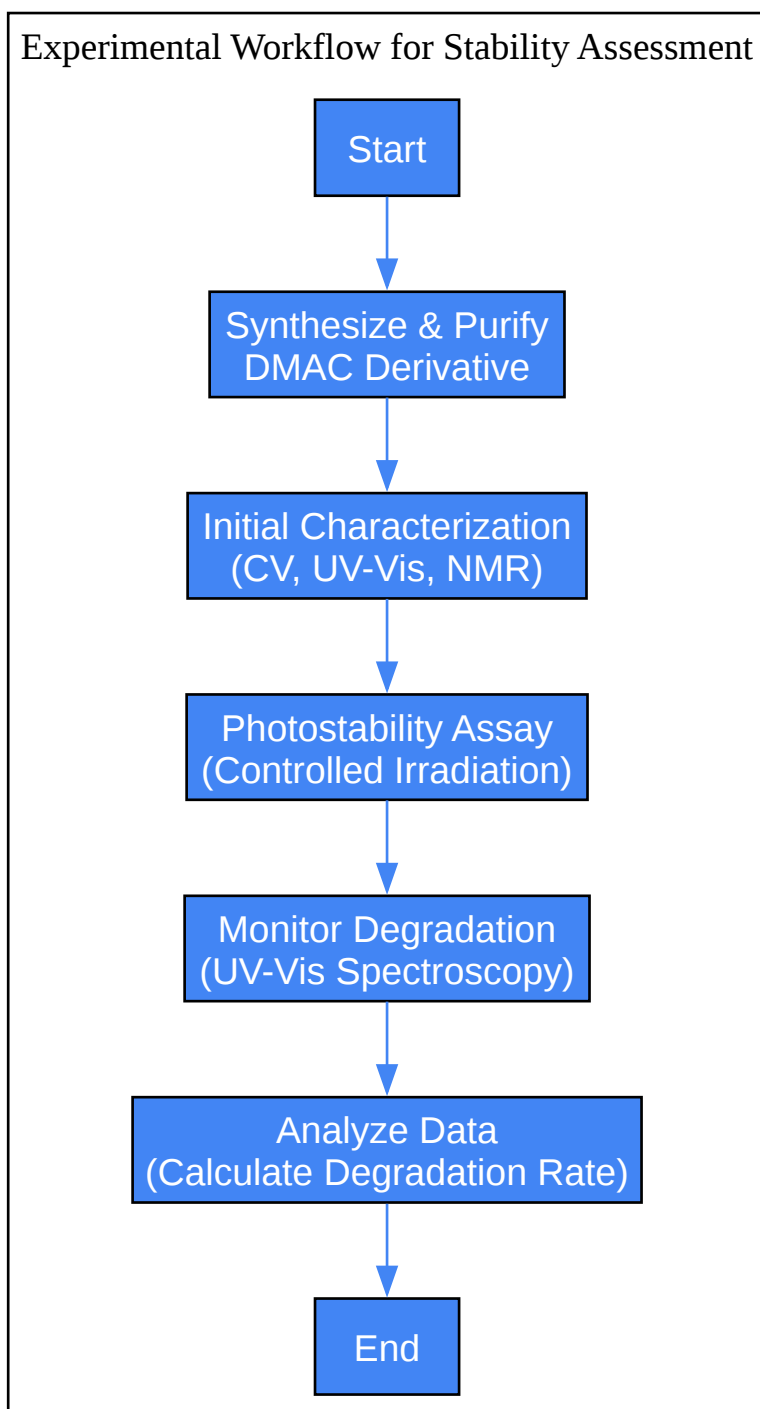 Experimental Workflow for Stability Assessment
Start
Synthesize & Purify
DMAC Derivative
Initial Characterization
(CV, UV-Vis, NMR)
Photostability Assay
(Controlled Irradiation)
Monitor Degradation
(UV-Vis Spectroscopy)
Analyze Data
(Calculate Degradation Rate)
End